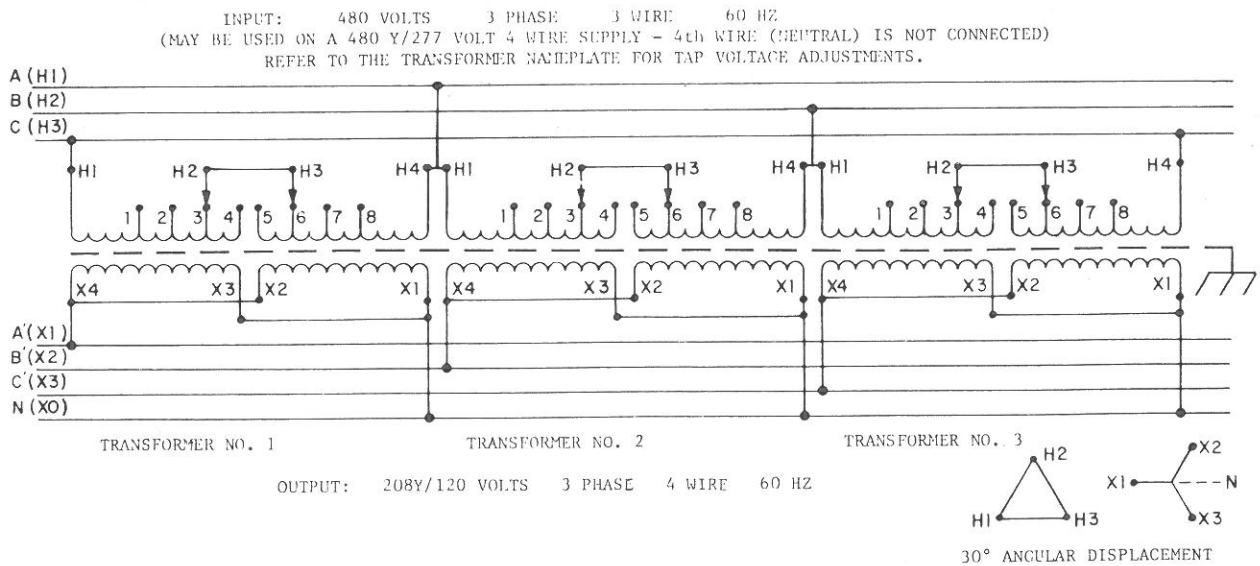 INPUT: 480 VOLTS 3 PHASE 3 WIRE 60 HZ
(MAY BE USED ON A 480 Y/277 VOLT 4 WIRE SUPPLY - 4th WIRE (NEUTRAL) IS NOT CONNECTED)
REFER TO THE TRANSFORMER NAMEPLATE FOR TAP VOLTAGE ADJUSTMENTS.
A (H1)
B (H2)
C (H3)
H1 H2 H3 H4 H1 H2 H3 H4 H1 H2 H3 H4
1 2 3 4 5 6 7 8 1 2 3 4 5 6 7 8 1 2 3 4 5 6 7 8
X4 X3 X2 X1 X4 X3 X2 X1 X4 X3 X2 X1
A'(X1)
B'(X2)
C'(X3)
N (XO)
TRANSFORMER NO. 1 TRANSFORMER NO. 2 TRANSFORMER NO. 3
OUTPUT: 208Y/120 VOLTS 3 PHASE 4 WIRE 60 HZ
H2 X2
X1 N
H1 H3 X3
30° ANGULAR DISPLACEMENT